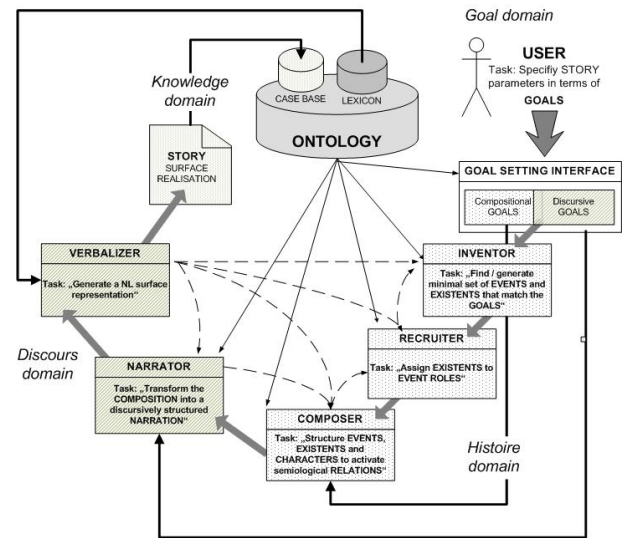 Goal domain
USER
Task: Specifiy STORY
parameters in terms of
GOALS
Knowledge
domain
CASE BASE
LEXICON
ONTOLOGY
STORY
SURFACE
REALISATION
GOAL SETTING INTERFACE
Compositional
GOALS
Discursive
GOALS
VERBALIZER
Task: „Generate a NL surface
representation“
INVENTOR
Task: „Find / generate
minimal set of EVENTS and
EXISTENTS that match the
GOALS“
RECRUITER
Task: „Assign EXISTENTS to
EVENT ROLES“
Discours
domain
NARRATOR
Task: „Transform the
COMPOSITION into a
discursively structured
NARRATION“
COMPOSER
Task: „Structure EVENTS,
EXISTENTS and
CHARACTERS to activate
semiological RELATIONS“
Histoire
domain